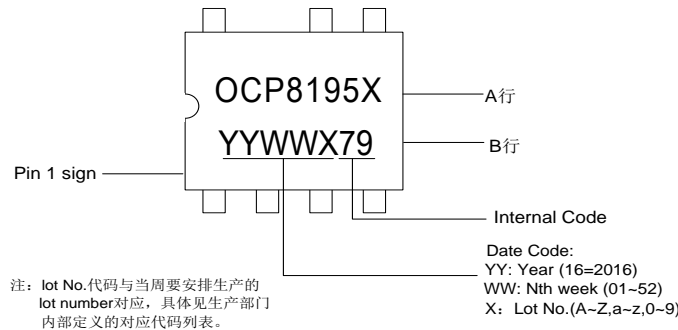 OCP8195X
A行
YYWWX79
B行
Pin 1 sign
Internal Code
Date Code:
YY: Year (16=2016)
WW: Nth week (01~52)
X：Lot No.(A~Z,a~z,0~9)
注：lot No.代码与当周要安排生产的
lot number对应，具体见生产部门
内部定义的对应代码列表。